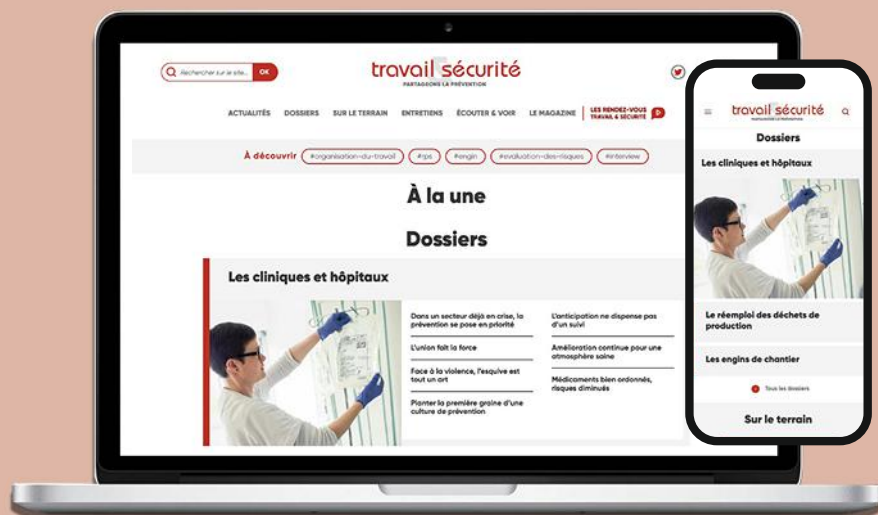 Rechercher sur le site...
OK
travail & sécurité
PARTAGEONS LA PRÉVENTION
ACTUALITÉS DOSSIERS SUR LE TERRAIN ENTRETIENS ÉCOUTER & VOIR LE MAGAZINE
LES RENDEZ-VOUS
TRAVAIL & SÉCURITÉ
À découvrir #organisation-du-travail #rps #engin #evaluation-des-risques #interview
À la une
Dossiers
Les cliniques et hôpitaux
Dans un secteur déjà en crise, la
prévention se pose en priorité
L'union fait la force
Face à la violence, l'esquive est
tout un art
Planter la première graine d'une
culture de prévention
L'anticipation ne dispense pas
d'un suivi
Amélioration continue pour une
atmosphère saine
Médicaments bien ordonnés,
risques diminués
travail & sécurité
PARTAGEONS LA PRÉVENTION
Dossiers
Les cliniques et hôpitaux
Le réemploi des déchets de
production
Les engins de chantier
Tous les dossiers
Sur le terrain